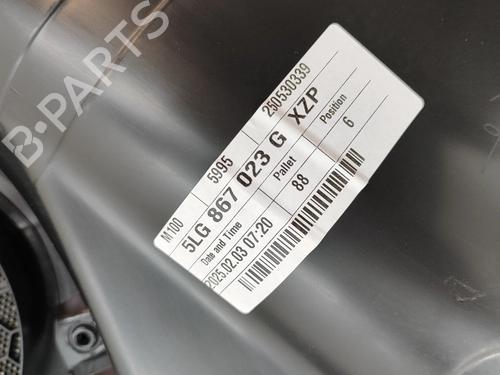 M100 5995 250530339
5LG 867 023 G XZP
Date and Time Pallet Position
2025.02.03 07:20 88 6
B-PARTS